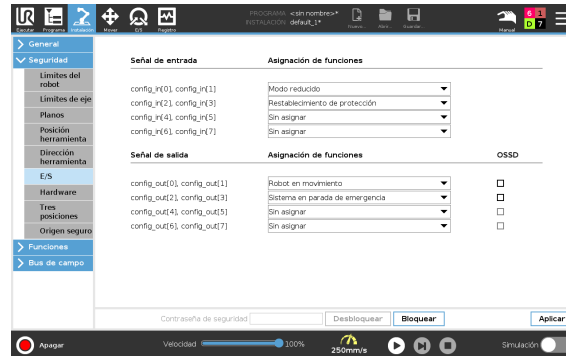 UR
PROGRAMA <sin nombre>*
INSTALACIÓN default_1*
Ejecutar Programa Instalación Mover E/S Registro Nuevo... Abrir... Guardar... Manual
6 1
D 7
General
Seguridad
Límites del robot
Límites de eje
Planos
Posición herramienta
Dirección herramienta
E/S
Hardware
Tres posiciones
Origen seguro
Funciones
Bus de campo
Señal de entrada Asignación de funciones
config_in[0], config_in[1] Modo reducido
config_in[2], config_in[3] Restablecimiento de protección
config_in[4], config_in[5] Sin asignar
config_in[6], config_in[7] Sin asignar
Señal de salida Asignación de funciones OSSD
config_out[0], config_out[1] Robot en movimiento
config_out[2], config_out[3] Sistema en parada de emergencia
config_out[4], config_out[5] Sin asignar
config_out[6], config_out[7] Sin asignar
Contraseña de seguridad Desbloquear Bloquear Aplicar
Apagar Velocidad 100% 250mm/s Simulación